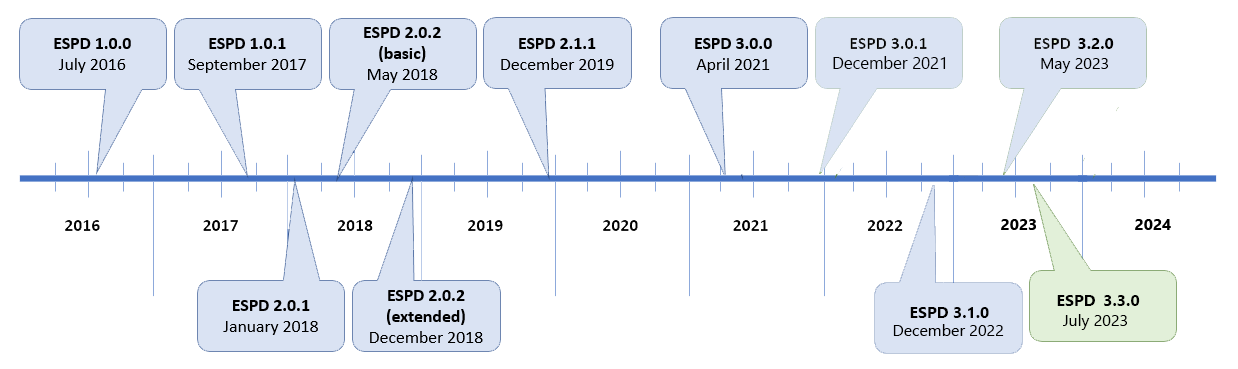 ESPD 1.0.0
July 2016
ESPD 1.0.1
September 2017
ESPD 2.0.2
(basic)
May 2018
ESPD 2.1.1
December 2019
ESPD 3.0.0
April 2021
ESPD 3.0.1
December 2021
ESPD 3.2.0
May 2023
2016
2017
2018
2019
2020
2021
2022
2023
2024
ESPD 2.0.1
January 2018
ESPD 2.0.2
(extended)
December 2018
ESPD 3.1.0
December 2022
ESPD 3.3.0
July 2023